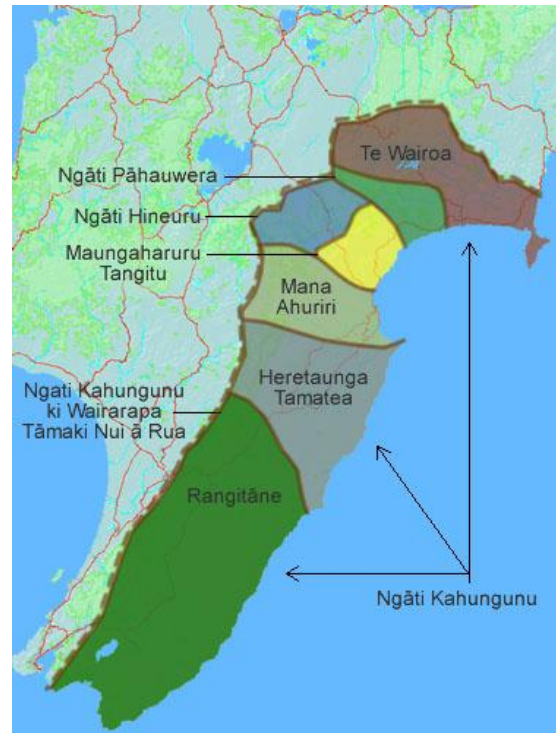 Te Wairoa
Ngāti Pāhauwera
Ngāti Hineuru
Maungaharuru
Tangitu
Mana
Ahuriri
Heretaunga
Tamatea
Ngati Kahungunu
ki Wairarapa
Tāmaki Nui ā Rua
Rangitāne
Ngāti Kahungunu